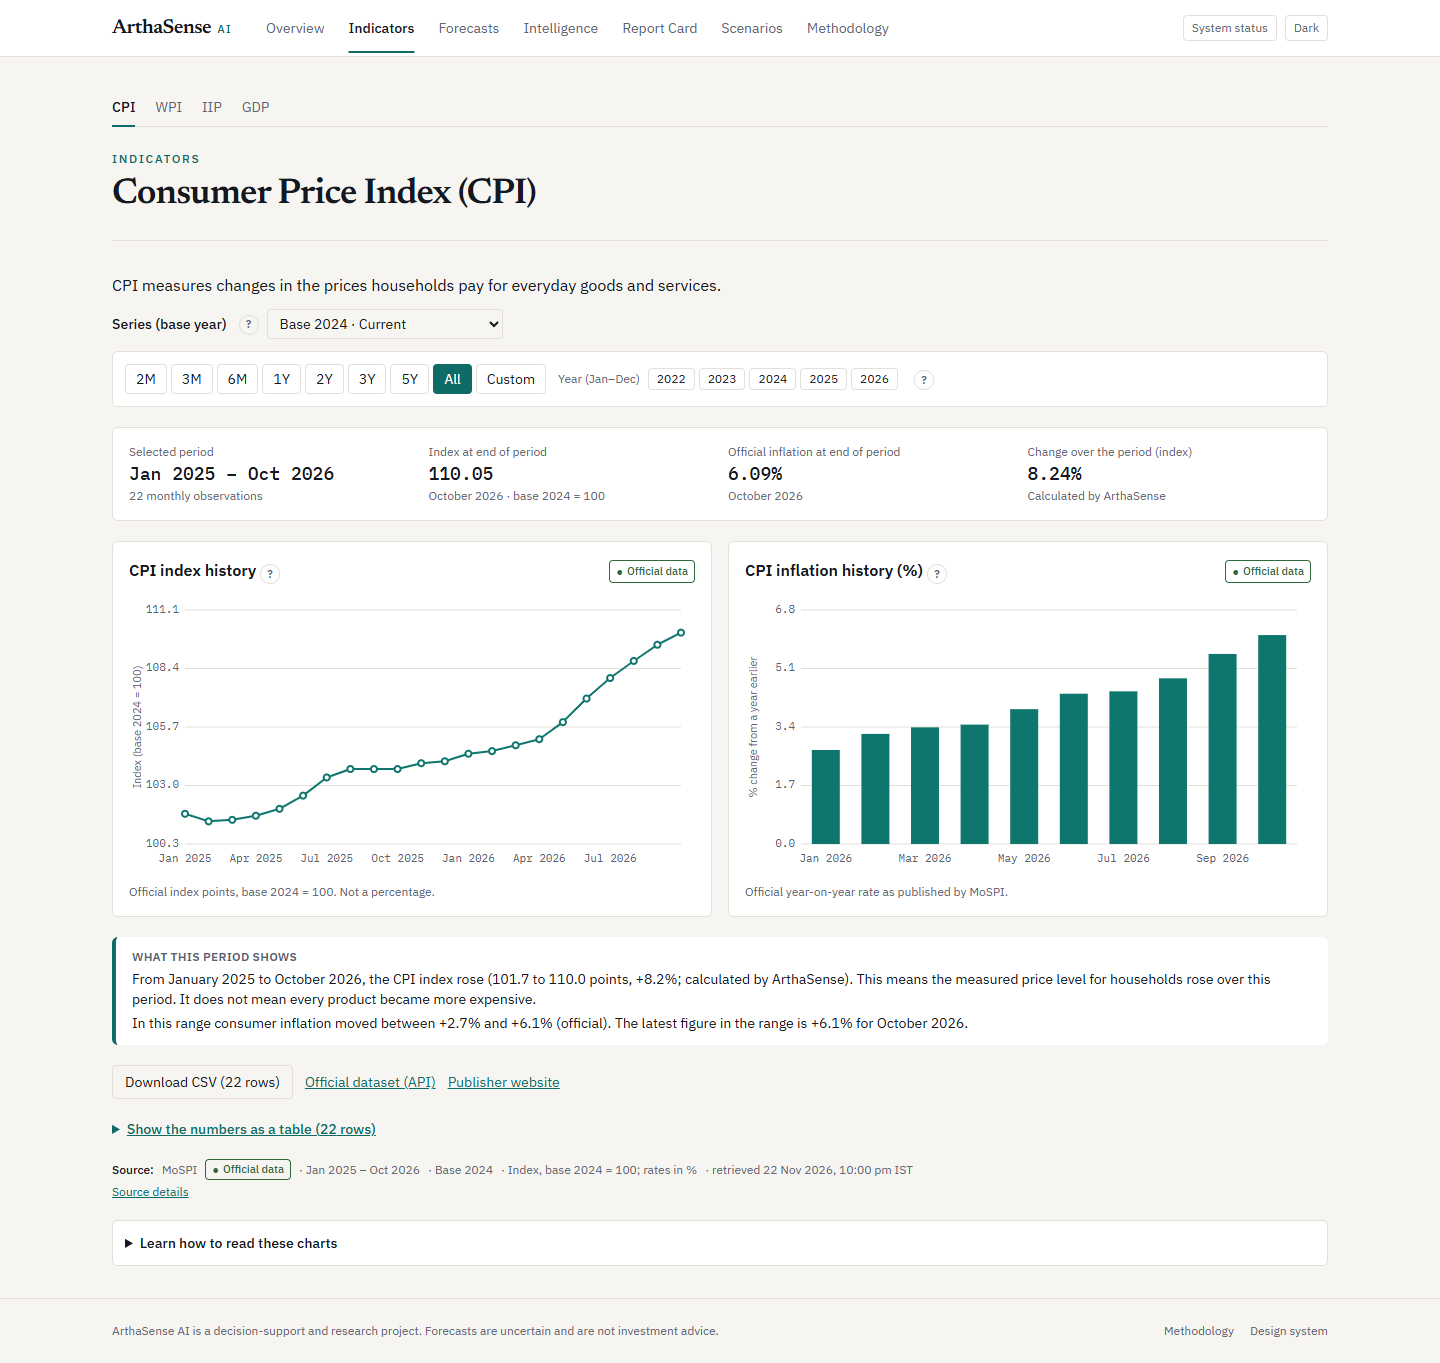 ArthaSense AI Overview Indicators Forecasts Intelligence Report Card Scenarios Methodology System status Dark
CPI WPI IIP GDP
INDICATORS
Consumer Price Index (CPI)
CPI measures changes in the prices households pay for everyday goods and services.
Series (base year) ? Base 2024 · Current
2M 3M 6M 1Y 2Y 3Y 5Y All Custom Year (Jan–Dec) 2022 2023 2024 2025 2026 ?
Selected period
Jan 2025 – Oct 2026
22 monthly observations
Index at end of period
110.05
October 2026 · base 2024 = 100
Official inflation at end of period
6.09%
October 2026
Change over the period (index)
8.24%
Calculated by ArthaSense
CPI index history ? ● Official data
Index (base 2024 = 100)
111.1
108.4
105.7
103.0
100.3
Jan 2025 Apr 2025 Jul 2025 Oct 2025 Jan 2026 Apr 2026 Jul 2026
Official index points, base 2024 = 100. Not a percentage.
CPI inflation history (%) ? ● Official data
% change from a year earlier
6.8
5.1
3.4
1.7
0.0
Jan 2026 Mar 2026 May 2026 Jul 2026 Sep 2026
Official year-on-year rate as published by MoSPI.
WHAT THIS PERIOD SHOWS
From January 2025 to October 2026, the CPI index rose (101.7 to 110.0 points, +8.2%; calculated by ArthaSense). This means the measured price level for households rose over this
period. It does not mean every product became more expensive.
In this range consumer inflation moved between +2.7% and +6.1% (official). The latest figure in the range is +6.1% for October 2026.
Download CSV (22 rows) Official dataset (API) Publisher website
▶ Show the numbers as a table (22 rows)
Source: MoSPI ● Official data · Jan 2025 – Oct 2026 · Base 2024 · Index, base 2024 = 100; rates in % · retrieved 22 Nov 2026, 10:00 pm IST
Source details
▶ Learn how to read these charts
ArthaSense AI is a decision-support and research project. Forecasts are uncertain and are not investment advice. Methodology Design system